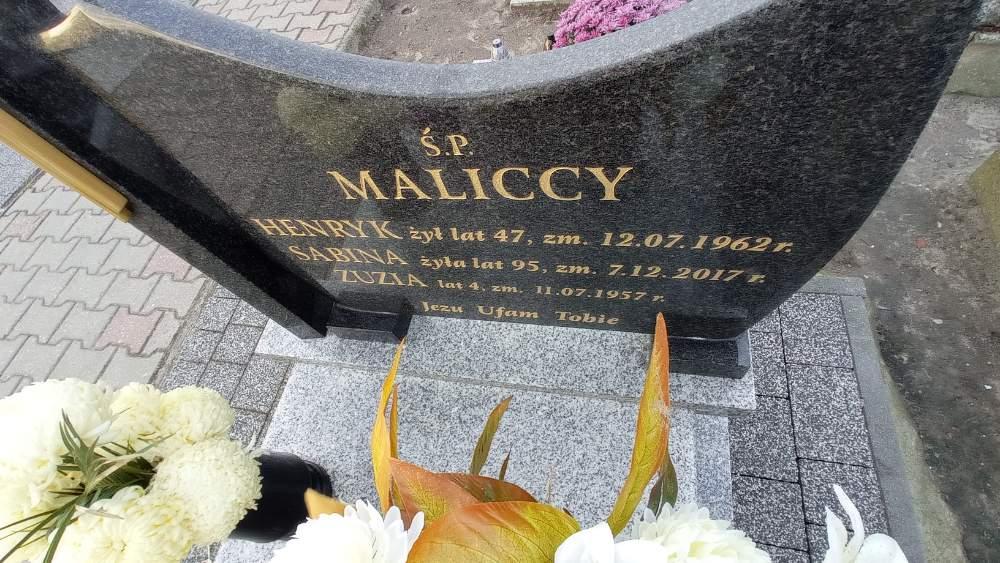 Ś.P.
MALICCY
HENRYK żył lat 47, zm. 12.07.1962 r.
SABINA żyła lat 95, zm. 7.12.2017 r.
ZUZIA lat 4, zm. 11.07.1957 r.
Jezu Ufam Tobie